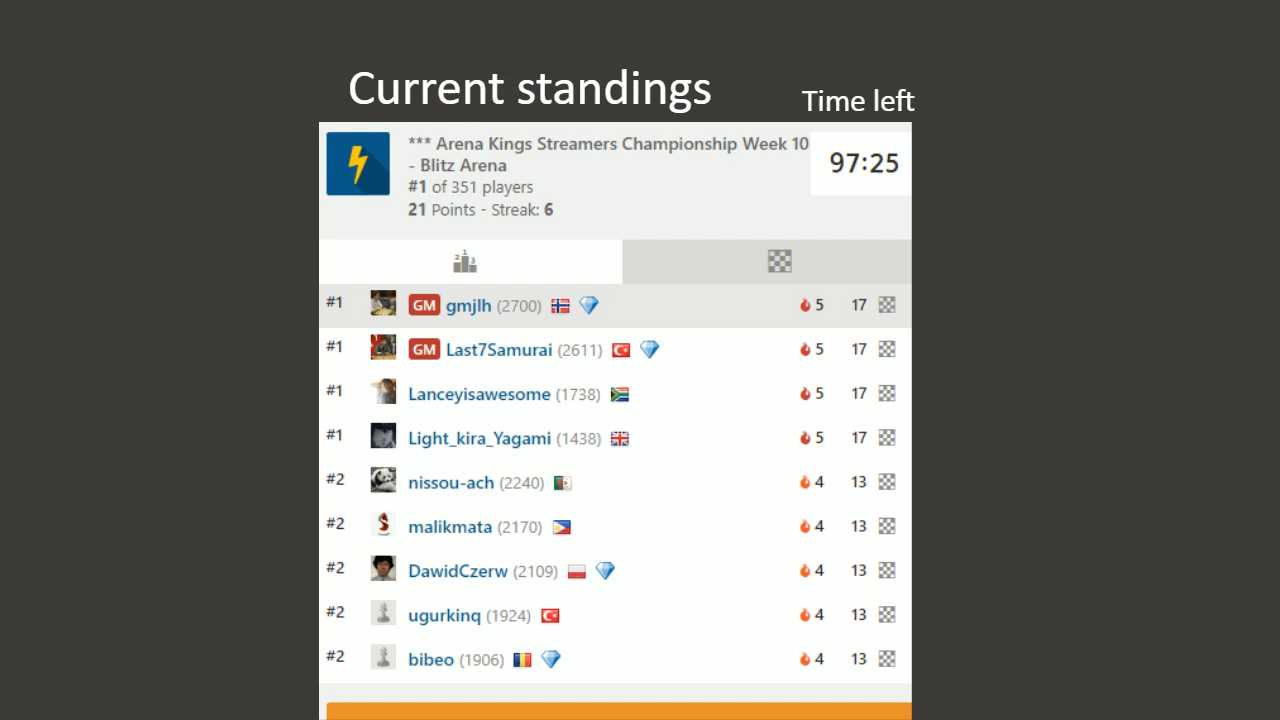 Current standings
Time left
*** Arena Kings Streamers Championship Week 10
- Blitz Arena
97:25
#1 of 351 players
21 Points - Streak: 6
#1 GM gmjlh (2700) 5 17
#1 GM Last7Samurai (2611) 5 17
#1 Lanceyisawesome (1738) 5 17
#1 Light_kira_Yagami (1438) 5 17
#2 nissou-ach (2240) 4 13
#2 malikmata (2170) 4 13
#2 DawidCzerw (2109) 4 13
#2 ugurkinq (1924) 4 13
#2 bibeo (1906) 4 13